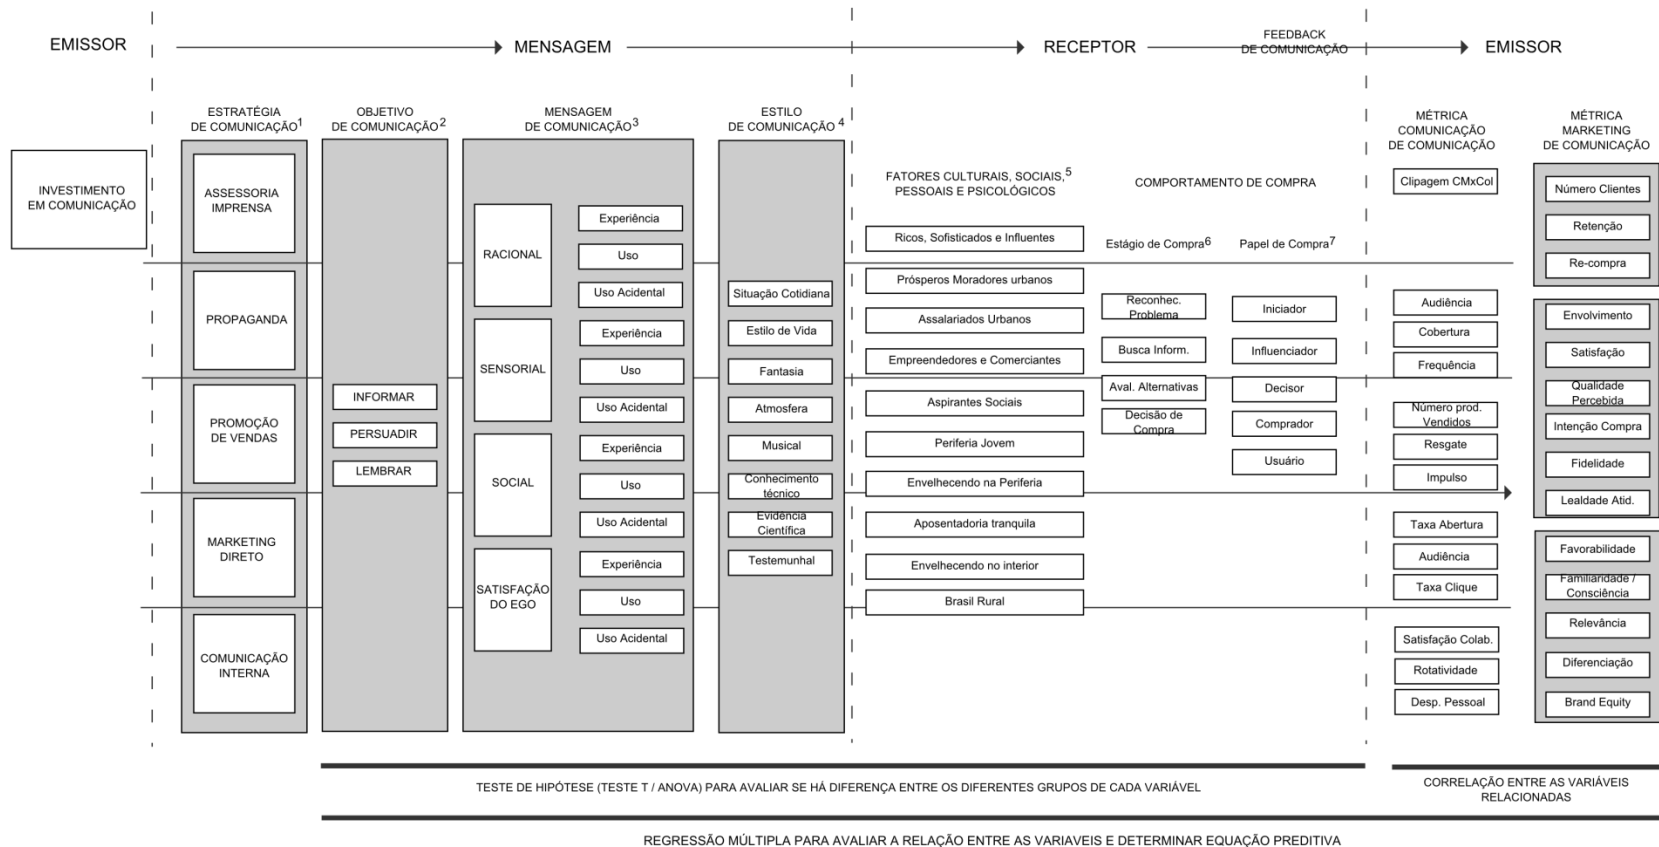 EMISSOR
MENSAGEM
RECEPTOR
FEEDBACK
DE COMUNICAÇÃO
EMISSOR
INVESTIMENTO
EM COMUNICAÇÃO
ESTRATÉGIA
DE COMUNICAÇÃO1
ASSESSORIA
IMPRENSA
PROPAGANDA
PROMOÇÃO
DE VENDAS
MARKETING
DIRETO
COMUNICAÇÃO
INTERNA
OBJETIVO
DE COMUNICAÇÃO2
INFORMAR
PERSUADIR
LEMBRAR
MENSAGEM
DE COMUNICAÇÃO3
RACIONAL
Experiência
Uso
Uso Acidental
SENSORIAL
Experiência
Uso
Uso Acidental
SOCIAL
Experiência
Uso
Uso Acidental
SATISFAÇÃO
DO EGO
Experiência
Uso
Uso Acidental
ESTILO
DE COMUNICAÇÃO 4
Situação Cotidiana
Estilo de Vida
Fantasia
Atmosfera
Musical
Conhecimento
técnico
Evidência
Científica
Testemunhal
FATORES CULTURAIS, SOCIAIS,5
PESSOAIS E PSICOLÓGICOS
Ricos, Sofisticados e Influentes
Prósperos Moradores urbanos
Assalariados Urbanos
Empreendedores e Comerciantes
Aspirantes Sociais
Periferia Jovem
Envelhecendo na Periferia
Aposentadoria tranquila
Envelhecendo no interior
Brasil Rural
COMPORTAMENTO DE COMPRA
Estágio de Compra6
Reconhec.
Problema
Busca Inform.
Aval. Alternativas
Decisão de
Compra
Papel de Compra7
Iniciador
Influenciador
Decisor
Comprador
Usuário
MÉTRICA
COMUNICAÇÃO
DE COMUNICAÇÃO
Clipagem CMxCol
Audiência
Cobertura
Frequência
Número prod.
Vendidos
Resgate
Impulso
Taxa Abertura
Audiência
Taxa Clique
Satisfação Colab.
Rotatividade
Desp. Pessoal
MÉTRICA
MARKETING
DE COMUNICAÇÃO
Número Clientes
Retenção
Re-compra
Envolvimento
Satisfação
Qualidade
Percebida
Intenção Compra
Fidelidade
Lealdade Atid.
Favorabilidade
Familiaridade /
Consciência
Relevância
Diferenciação
Brand Equity
TESTE DE HIPÓTESE (TESTE T / ANOVA) PARA AVALIAR SE HÁ DIFERENÇA ENTRE OS DIFERENTES GRUPOS DE CADA VARIÁVEL
CORRELAÇÃO ENTRE AS VARIÁVEIS
RELACIONADAS
REGRESSÃO MÚLTIPLA PARA AVALIAR A RELAÇÃO ENTRE AS VARIAVEIS E DETERMINAR EQUAÇÃO PREDITIVA